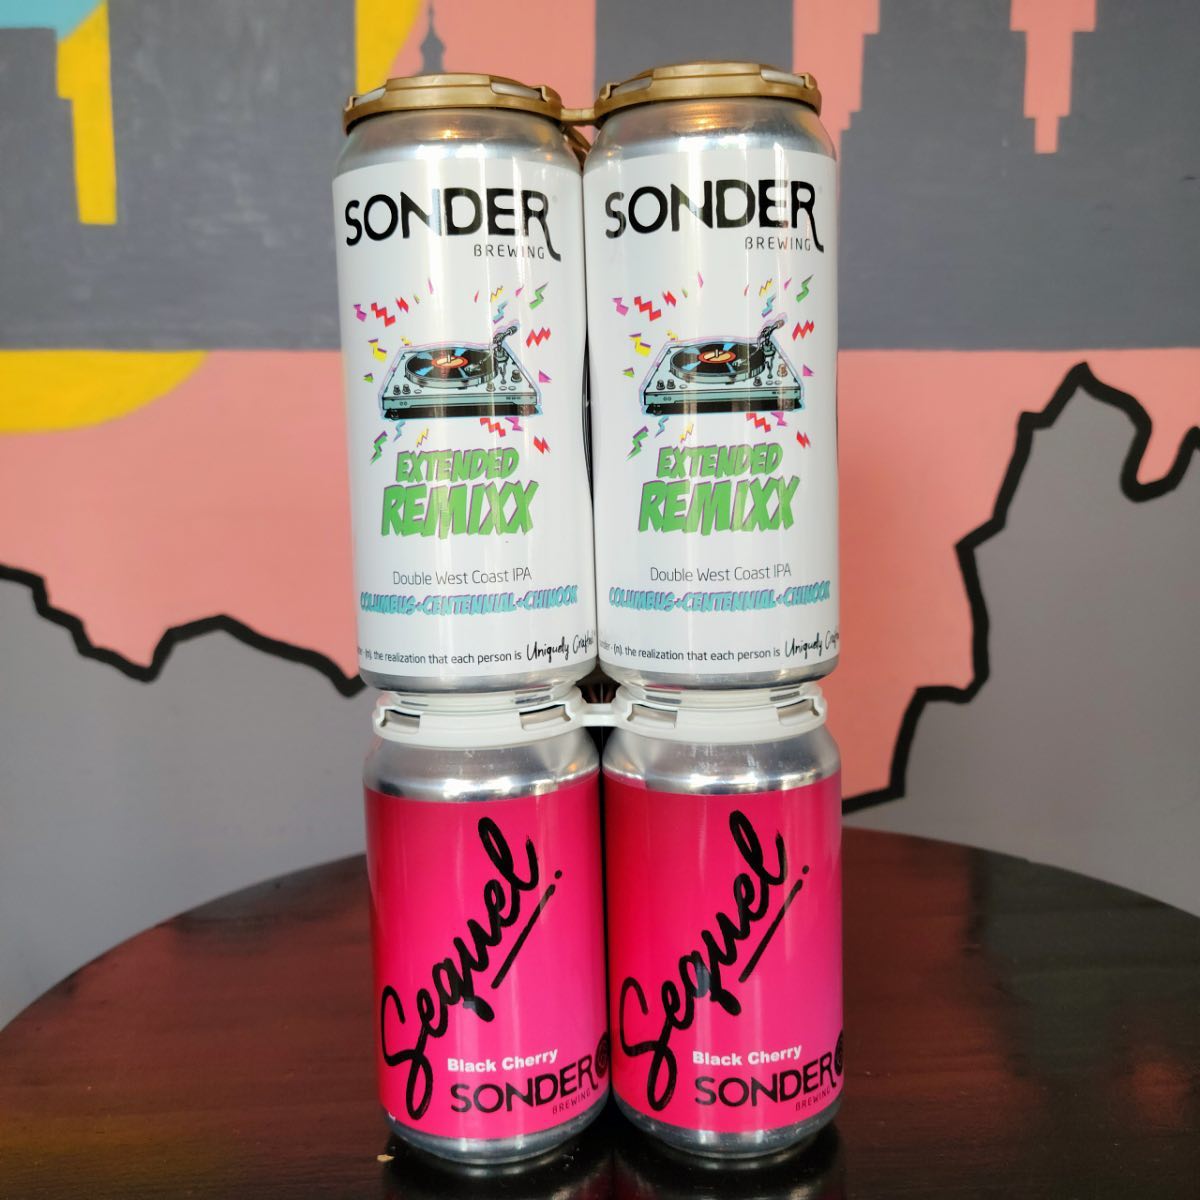 SONDER
BREWING
EXTENDED
REMIXX
Double West Coast IPA
COLUMBUS+CENTENNIAL+CHINOOK
(n). the realization that each person is Uniquely
SONDER
BREWING
EXTENDED
REMIXX
Double West Coast IPA
COLUMBUS+CENTENNIAL+CHINOOK
(n). the realization that each person is Uniquely
Sequel.
Black Cherry
SONDER
BREWING
Sequel.
Black Cherry
SONDER
BREWING